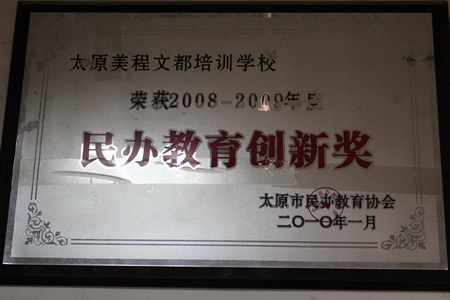 太原美程文都培训学校
荣获2008-2009年度
民办教育创新奖
太原市民办教育协会
二〇一〇年一月